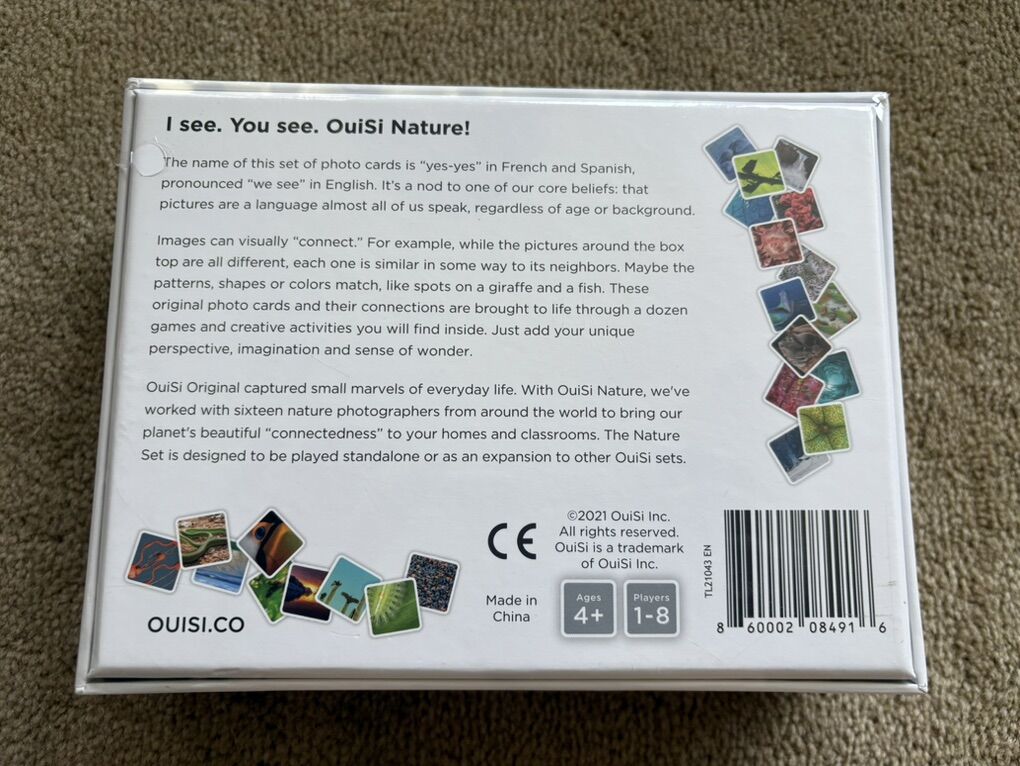 I see. You see. OuiSi Nature!
The name of this set of photo cards is “yes-yes” in French and Spanish,
pronounced “we see” in English. It’s a nod to one of our core beliefs: that
pictures are a language almost all of us speak, regardless of age or background.
Images can visually “connect.” For example, while the pictures around the box
top are all different, each one is similar in some way to its neighbors. Maybe the
patterns, shapes or colors match, like spots on a giraffe and a fish. These
original photo cards and their connections are brought to life through a dozen
games and creative activities you will find inside. Just add your unique
perspective, imagination and sense of wonder.
OuiSi Original captured small marvels of everyday life. With OuiSi Nature, we've
worked with sixteen nature photographers from around the world to bring our
planet's beautiful “connectedness” to your homes and classrooms. The Nature
Set is designed to be played standalone or as an expansion to other OuiSi sets.
OUISI.CO
CE
Made in
China
©2021 OuiSi Inc.
All rights reserved.
OuiSi is a trademark
of OuiSi Inc.
Ages
4+
Players
1-8
TL21043 EN
8 60002 08491 6